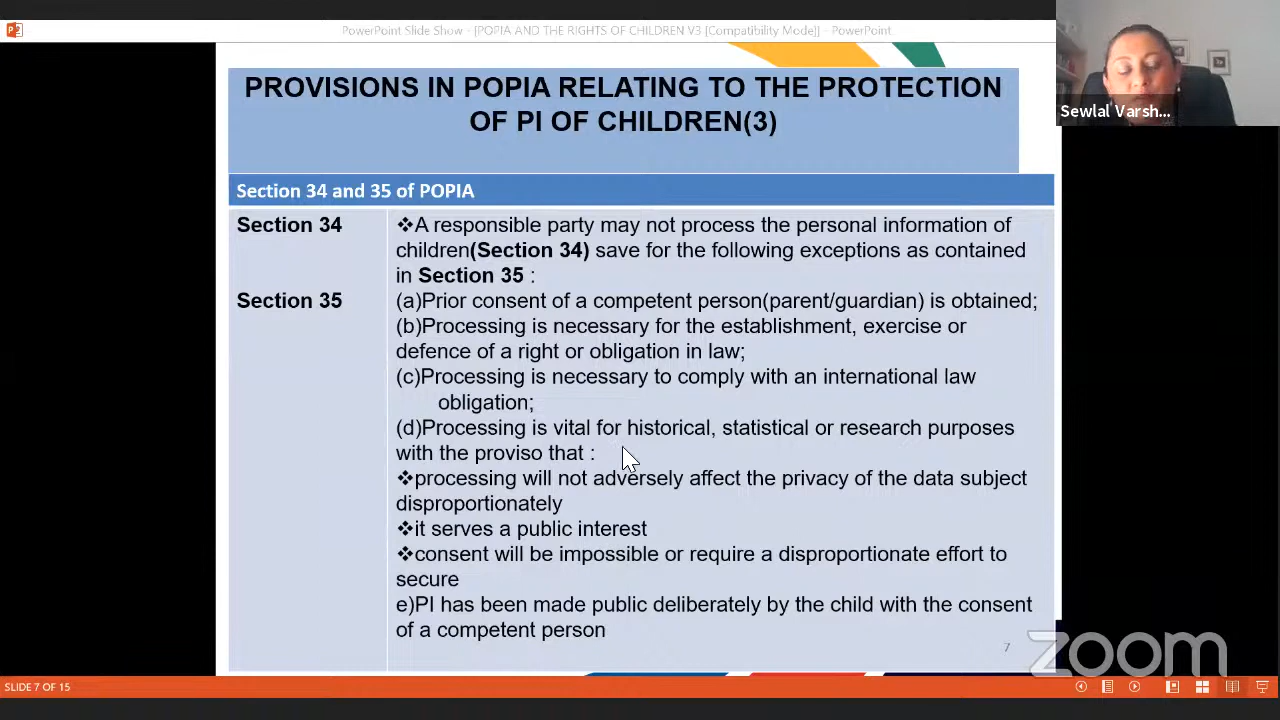 PowerPoint Slide Show - [POPIA AND THE RIGHTS OF CHILDREN V3 [Compatibility Mode]] - PowerPoint
PROVISIONS IN POPIA RELATING TO THE PROTECTION
OF PI OF CHILDREN(3)
Sewlal Varsh...
Section 34 and 35 of POPIA
Section 34
❖A responsible party may not process the personal information of
children(Section 34) save for the following exceptions as contained
in Section 35 :
Section 35
(a)Prior consent of a competent person(parent/guardian) is obtained;
(b)Processing is necessary for the establishment, exercise or
defence of a right or obligation in law;
(c)Processing is necessary to comply with an international law
obligation;
(d)Processing is vital for historical, statistical or research purposes
with the proviso that :
❖processing will not adversely affect the privacy of the data subject
disproportionately
❖it serves a public interest
❖consent will be impossible or require a disproportionate effort to
secure
e)PI has been made public deliberately by the child with the consent
of a competent person
7
zoom
SLIDE 7 OF 15